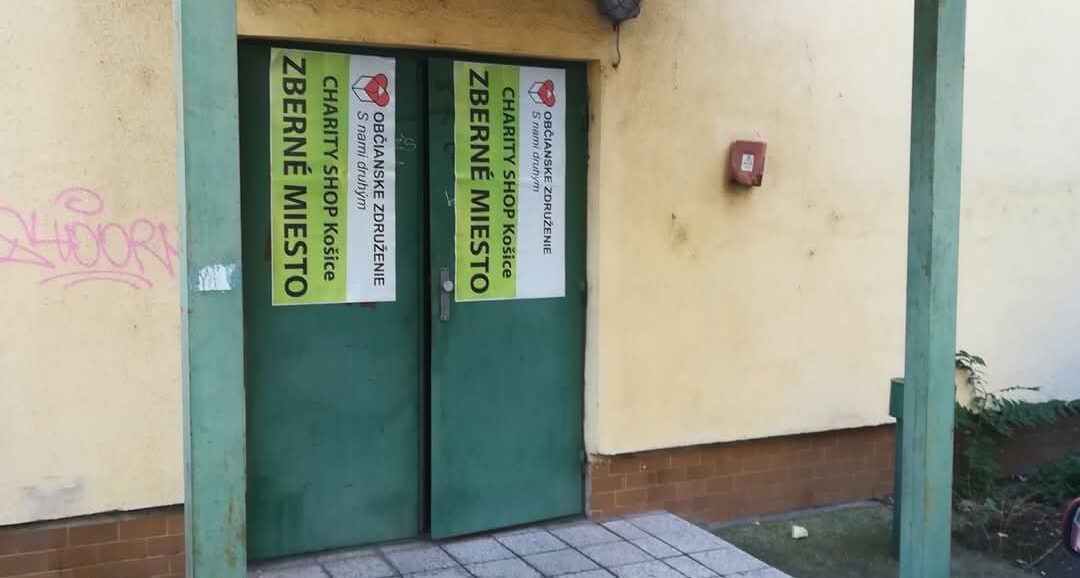 OBČIANSKE ZDRUŽENIE
S nami druhým
CHARITY SHOP Košice
ZBERNÉ MIESTO
OBČIANSKE ZDRUŽENIE
S nami druhým
CHARITY SHOP Košice
ZBERNÉ MIESTO